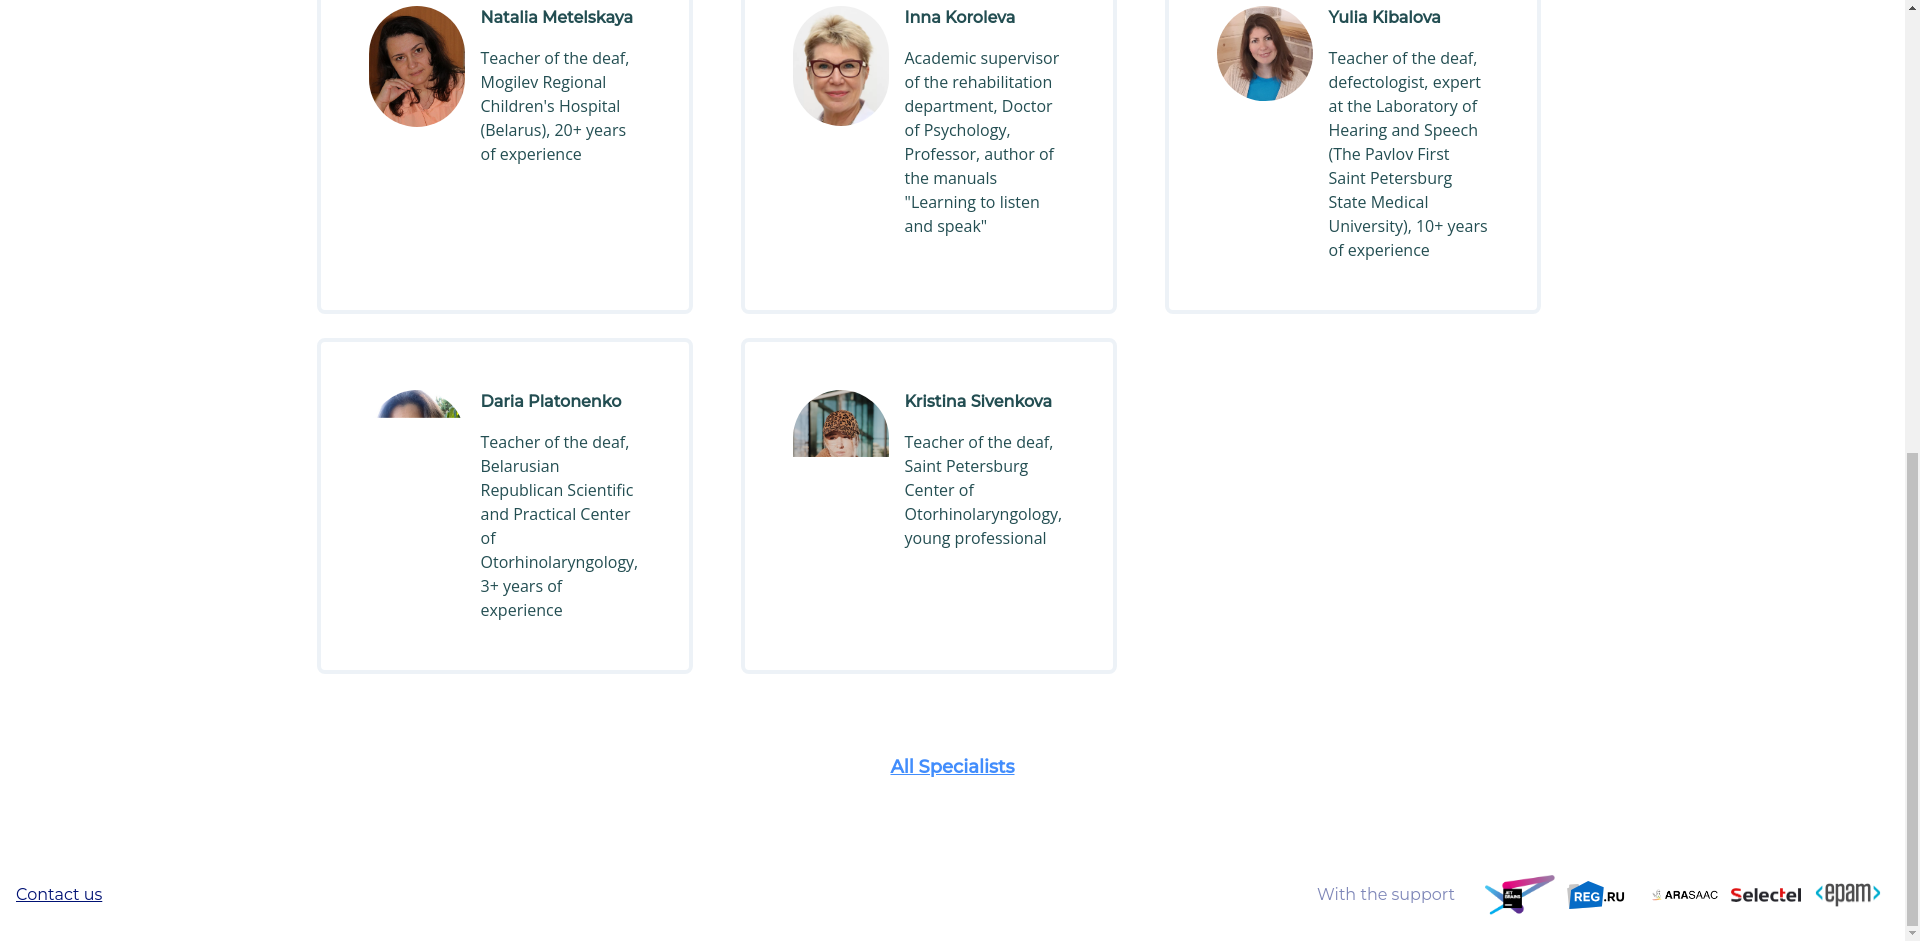 Natalia Metelskaya
Teacher of the deaf,
Mogilev Regional
Children's Hospital
(Belarus), 20+ years
of experience
Inna Koroleva
Academic supervisor
of the rehabilitation
department, Doctor
of Psychology,
Professor, author of
the manuals
"Learning to listen
and speak"
Yulia Kibalova
Teacher of the deaf,
defectologist, expert
at the Laboratory of
Hearing and Speech
(The Pavlov First
Saint Petersburg
State Medical
University), 10+ years
of experience
Daria Platonenko
Teacher of the deaf,
Belarusian
Republican Scientific
and Practical Center
of
Otorhinolaryngology,
3+ years of
experience
Kristina Sivenkova
Teacher of the deaf,
Saint Petersburg
Center of
Otorhinolaryngology,
young professional
All Specialists
Contact us
With the support
JET
BRAINS
REG.RU
ARASAAC
Selectel
<epam>